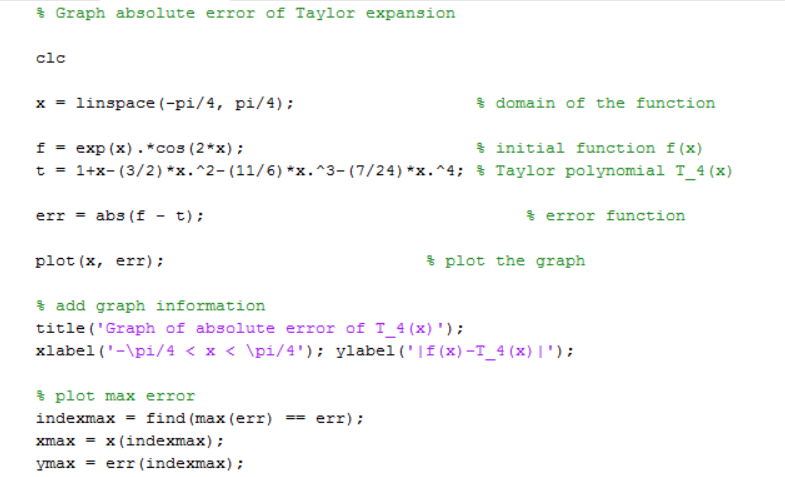 % Graph absolute error of Taylor expansion
clc
x = linspace(-pi/4, pi/4); % domain of the function
f = exp(x).*cos(2*x); % initial function f(x)
t = 1+x-(3/2)*x.^2-(11/6)*x.^3-(7/24)*x.^4; % Taylor polynomial T_4(x)
err = abs(f - t); % error function
plot(x, err); % plot the graph
% add graph information
title('Graph of absolute error of T_4(x)');
xlabel('-\pi/4 < x < \pi/4'); ylabel('|f(x)-T_4(x)|');
% plot max error
indexmax = find(max(err) == err);
xmax = x(indexmax);
ymax = err(indexmax);